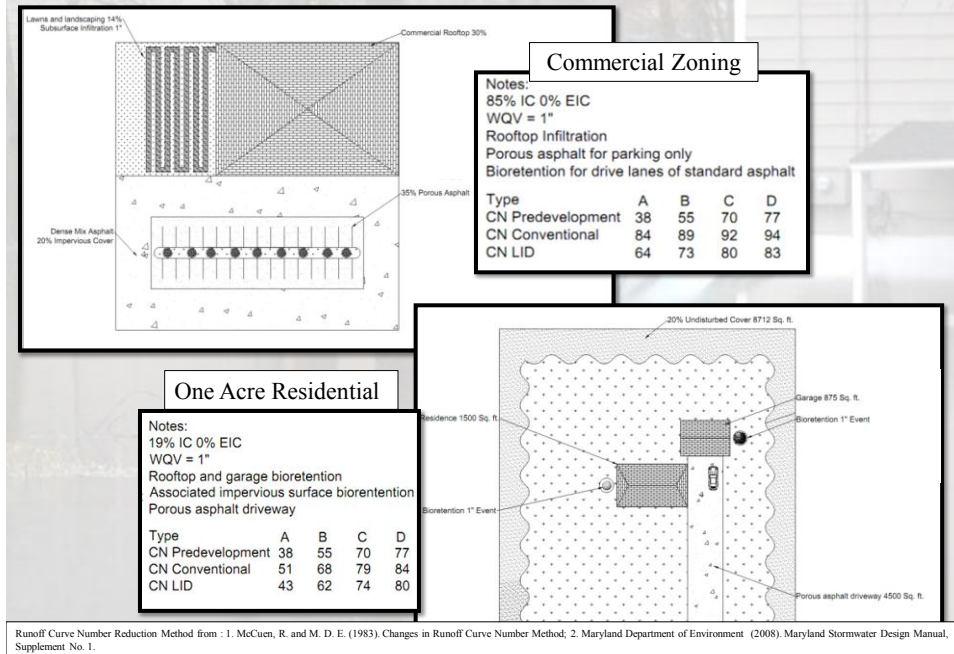 Lawns and landscaping 14%
Subsurface Infiltration 1"
Commercial Rooftop 30%
35% Porous Asphalt
Dense Mix Asphalt
20% Impervious Cover
Commercial Zoning
Notes:
85% IC 0% EIC
WQV = 1"
Rooftop Infiltration
Porous asphalt for parking only
Bioretention for drive lanes of standard asphalt
Type A B C D
CN Predevelopment 38 55 70 77
CN Conventional 84 89 92 94
CN LID 64 73 80 83
One Acre Residential
Notes:
19% IC 0% EIC
WQV = 1"
Rooftop and garage bioretention
Associated impervious surface biorentention
Porous asphalt driveway
Type A B C D
CN Predevelopment 38 55 70 77
CN Conventional 51 68 79 84
CN LID 43 62 74 80
20% Undisturbed Cover 8712 Sq. ft.
Garage 875 Sq. ft.
Bioretention 1" Event
Residence 1500 Sq. ft.
Bioretention 1" Event
Porous asphalt driveway 4500 Sq. ft.
Runoff Curve Number Reduction Method from : 1. McCuen, R. and M. D. E. (1983). Changes in Runoff Curve Number Method; 2. Maryland Department of Environment (2008). Maryland Stormwater Design Manual,
Supplement No. 1.